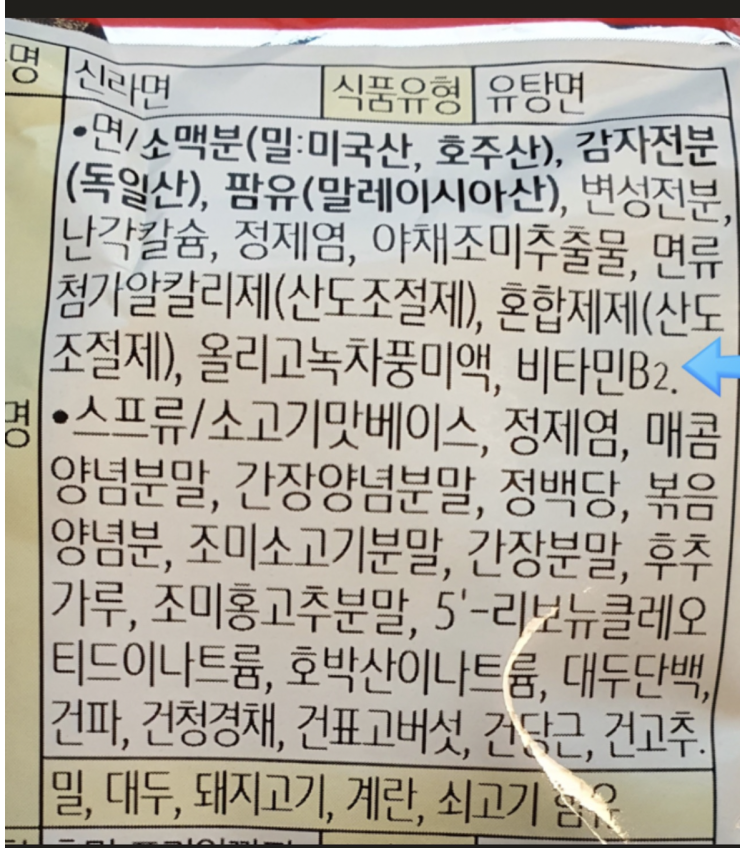 명 신라면 식품유형 유탕면
•면/소맥분(밀:미국산, 호주산), 감자전분
(독일산), 팜유(말레이시아산), 변성전분,
난각칼슘, 정제염, 야채조미추출물, 면류
첨가알칼리제(산도조절제), 혼합제제(산도
조절제), 올리고녹차풍미액, 비타민B2.
명 •스프류/소고기맛베이스, 정제염, 매콤
양념분말, 간장양념분말, 정백당, 볶음
양념분, 조미소고기분말, 간장분말, 후추
가루, 조미홍고추분말, 5'-리보뉴클레오
티드이나트륨, 호박산이나트륨, 대두단백,
건파, 건청경채, 건표고버섯, 건당근, 건고추.
밀, 대두, 돼지고기, 계란, 쇠고기 함유